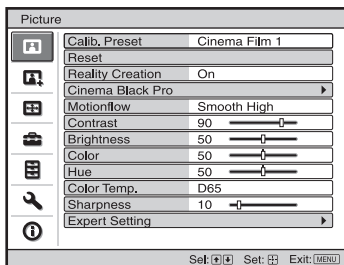 Picture
Calib. Preset Cinema Film 1
Reset
Reality Creation On
Cinema Black Pro
Motionflow Smooth High
Contrast 90
Brightness 50
Color 50
Hue 50
Color Temp. D65
Sharpness 10
Expert Setting
Sel: Set: Exit: MENU